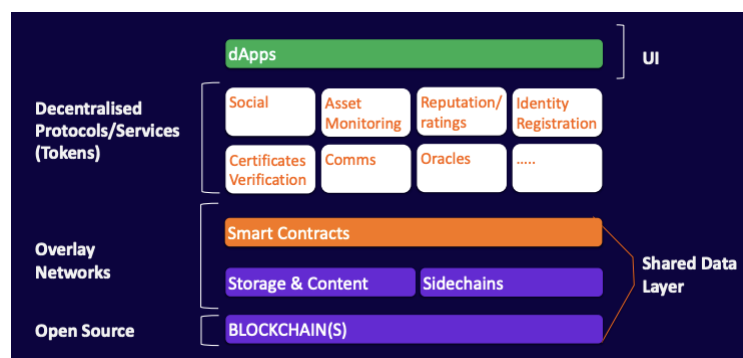 dApps
UI
Decentralised
Protocols/Services
(Tokens)
Social
Asset
Monitoring
Reputation/
ratings
Identity
Registration
Certificates
Verification
Comms
Oracles
.....
Overlay
Networks
Smart Contracts
Storage & Content
Sidechains
Shared Data
Layer
Open Source
BLOCKCHAIN(S)